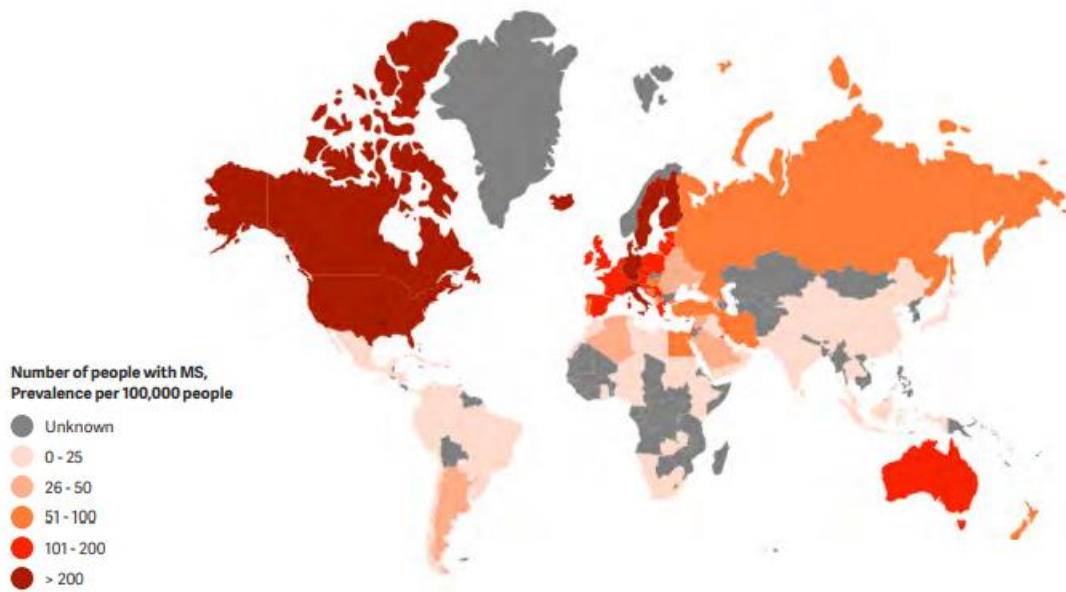 Number of people with MS,
Prevalence per 100,000 people
Unknown
0 - 25
26 - 50
51 - 100
101 - 200
> 200